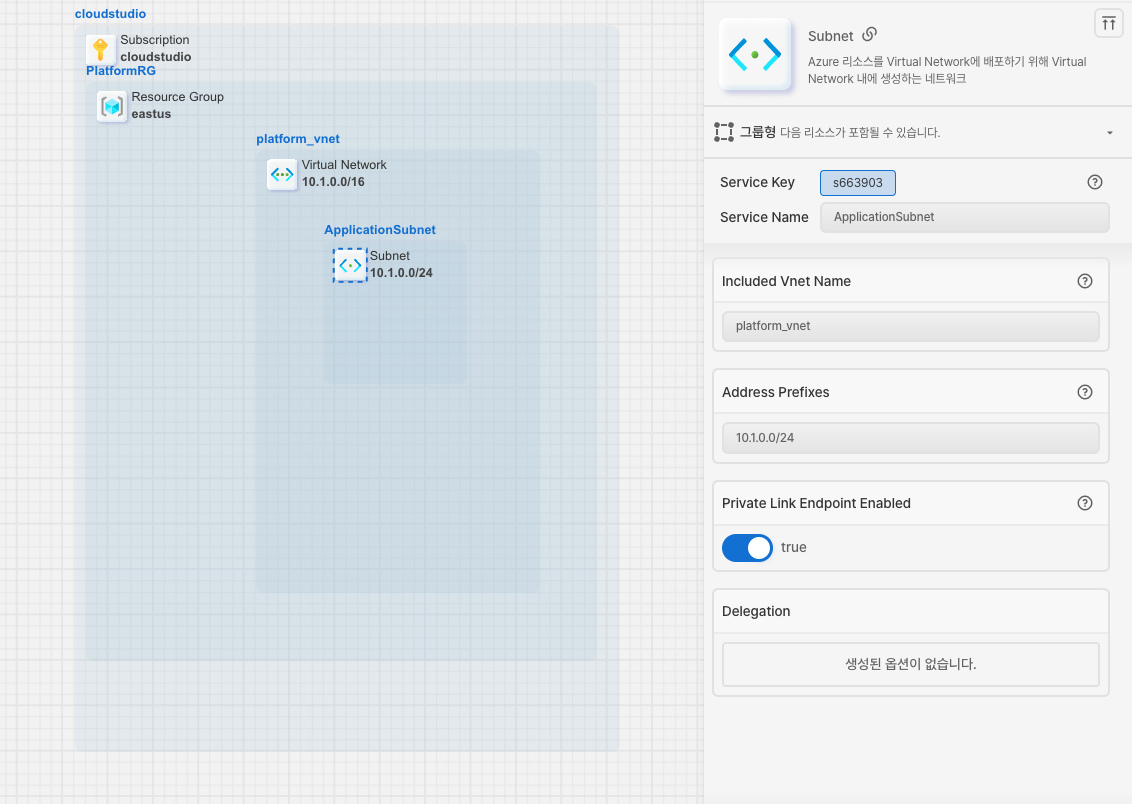 cloudstudio
Subscription
cloudstudio
PlatformRG
Resource Group
eastus
platform_vnet
Virtual Network
10.1.0.0/16
ApplicationSubnet
Subnet
10.1.0.0/24
Subnet
Azure 리소스를 Virtual Network에 배포하기 위해 Virtual
Network 내에 생성하는 네트워크
그룹형 다음 리소스가 포함될 수 있습니다.
Service Key s663903
Service Name ApplicationSubnet
Included Vnet Name
platform_vnet
Address Prefixes
10.1.0.0/24
Private Link Endpoint Enabled
true
Delegation
생성된 옵션이 없습니다.